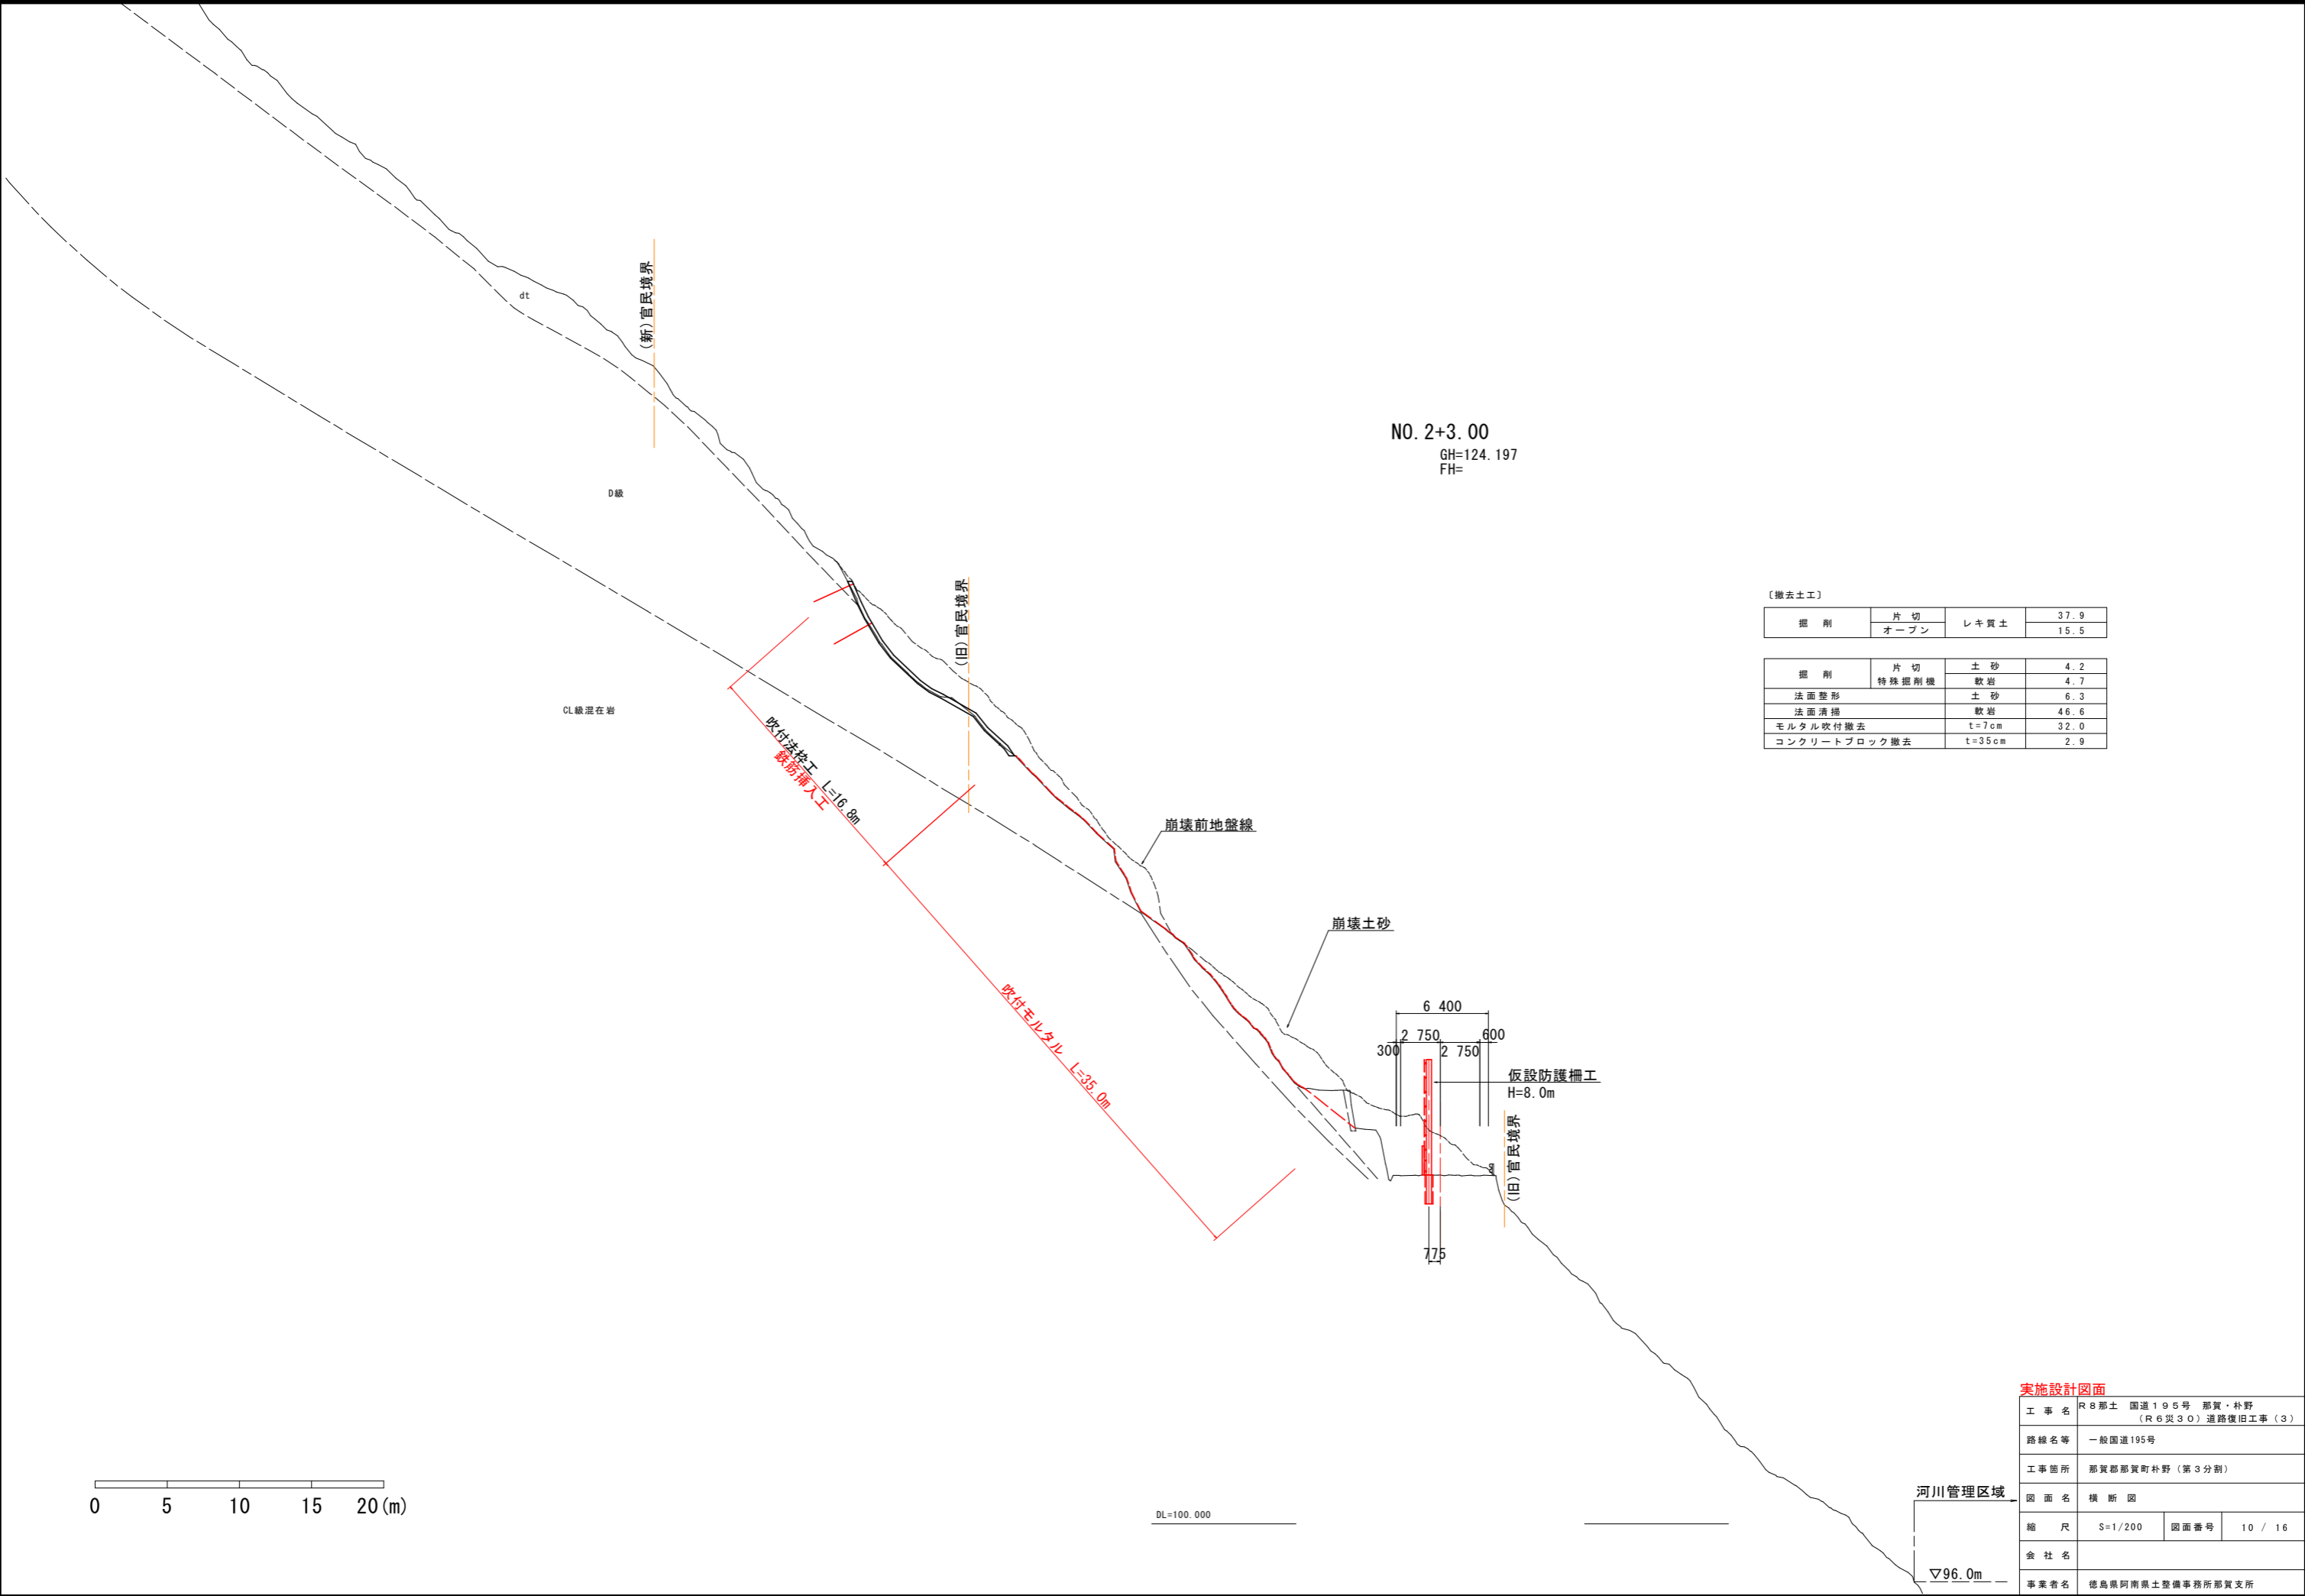 dt
(新)官民境界
NO.2+3.00
GH=124.197
FH=
D級
(旧)官民境界
〔撤去土工〕
掘 削 片 切 レキ質土 37.9
オープン 15.5
掘 削 片 切 土 砂 4.2
特殊掘削機 軟岩 4.7
法面整形 土 砂 6.3
法面清掃 軟岩 46.6
モルタル吹付撤去 t=7cm 32.0
コンクリートブロック撤去 t=35cm 2.9
CL級混在岩
吹付法枠工 L=16.8m
鉄筋挿入工
崩壊前地盤線
崩壊土砂
吹付モルタル L=35.0m
6 400
2 750 600
300 2 750
仮設防護柵工
H=8.0m
(旧)官民境界
775
実施設計図面
工 事 名 R8那土 国道195号 那賀・朴野
(R6災30)道路復旧工事(3)
路線名等 一般国道195号
工事箇所 那賀郡那賀町朴野(第3分割)
図 面 名 横 断 図
縮 尺 S=1/200 図面番号 10 / 16
会 社 名
事業者名 徳島県阿南県土整備事務所那賀支所
河川管理区域
▽96.0m
0 5 10 15 20(m)
DL=100.000